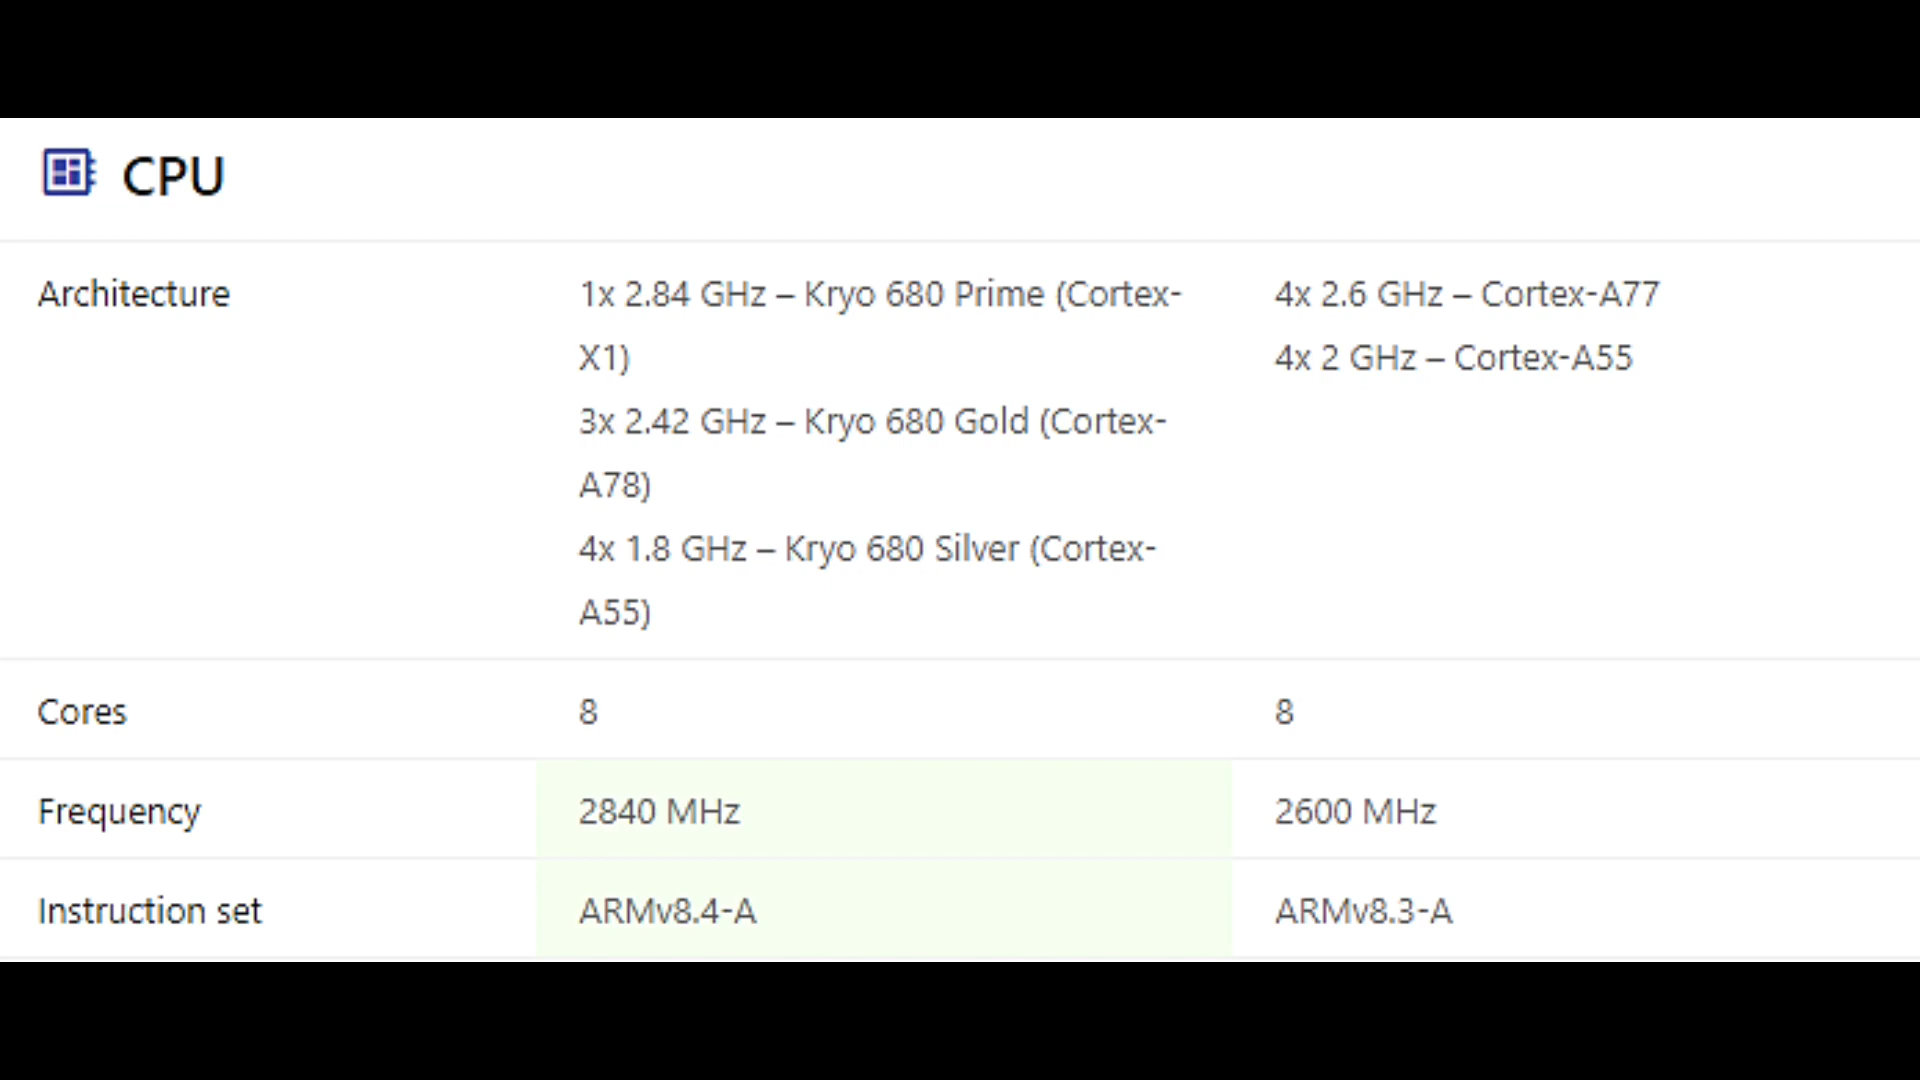 CPU
Architecture
1x 2.84 GHz – Kryo 680 Prime (Cortex-
X1)
3x 2.42 GHz – Kryo 680 Gold (Cortex-
A78)
4x 1.8 GHz – Kryo 680 Silver (Cortex-
A55)
4x 2.6 GHz – Cortex-A77
4x 2 GHz – Cortex-A55
Cores
8
8
Frequency
2840 MHz
2600 MHz
Instruction set
ARMv8.4-A
ARMv8.3-A